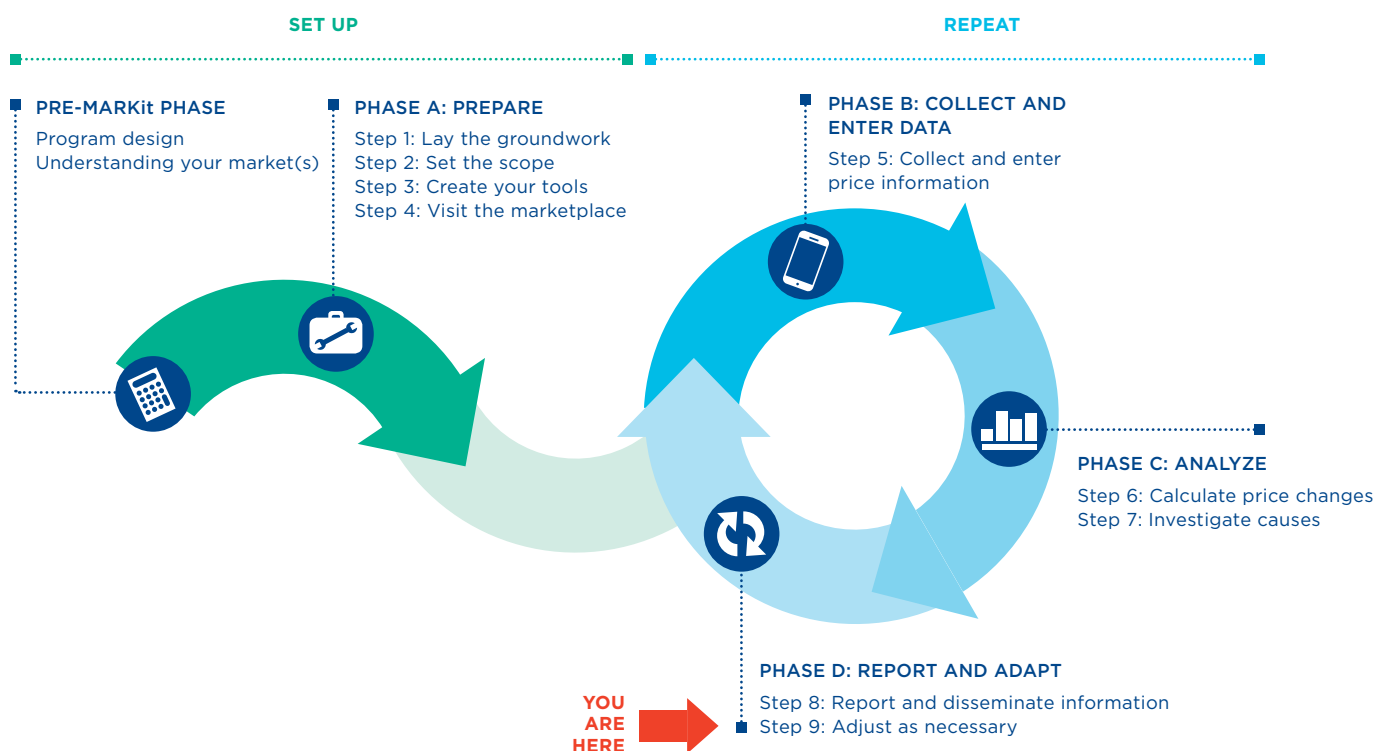 SET UP
REPEAT
PRE-MARKit PHASE
Program design
Understanding your market(s)
PHASE A: PREPARE
Step 1: Lay the groundwork
Step 2: Set the scope
Step 3: Create your tools
Step 4: Visit the marketplace
PHASE B: COLLECT AND
ENTER DATA
Step 5: Collect and enter
price information
PHASE C: ANALYZE
Step 6: Calculate price changes
Step 7: Investigate causes
PHASE D: REPORT AND ADAPT
Step 8: Report and disseminate information
Step 9: Adjust as necessary
YOU
ARE
HERE